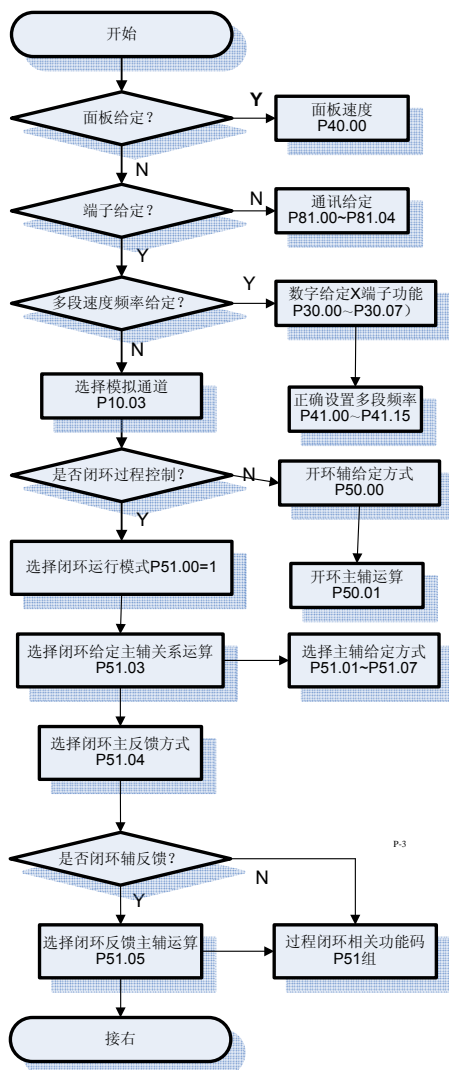 开始
面板给定？
Y
面板速度
P40.00
N
端子给定？
N
通讯给定
P81.00~P81.04
Y
多段速度频率给定？
Y
数字给定X端子功能
P30.00~P30.07）
N
选择模拟通道
P10.03
正确设置多段频率
P41.00~P41.15
是否闭环过程控制？
N
开环辅给定方式
P50.00
Y
选择闭环运行模式P51.00=1
开环主辅运算
P50.01
选择闭环给定主辅关系运算
P51.03
选择主辅给定方式
P51.01~P51.07
选择闭环主反馈方式
P51.04
P-3
是否闭环辅反馈？
N
Y
选择闭环反馈主辅运算
P51.05
过程闭环相关功能码
P51组
接右